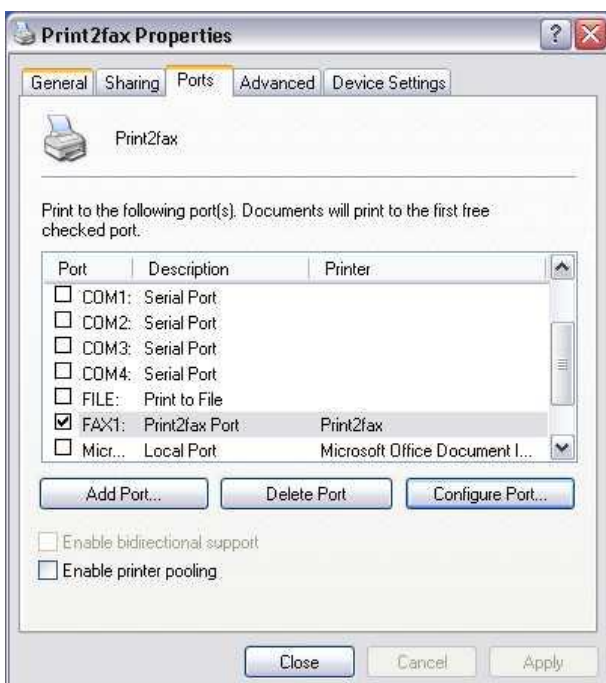 Print2fax Properties
General Sharing Ports Advanced Device Settings
Print2fax
Print to the following port(s). Documents will print to the first free
checked port.
Port Description Printer
COM1: Serial Port
COM2: Serial Port
COM3: Serial Port
COM4: Serial Port
FILE: Print to File
FAX1: Print2fax Port Print2fax
Micr... Local Port Microsoft Office Document I...
Add Port... Delete Port Configure Port...
Enable bidirectional support
Enable printer pooling
Close Cancel Apply